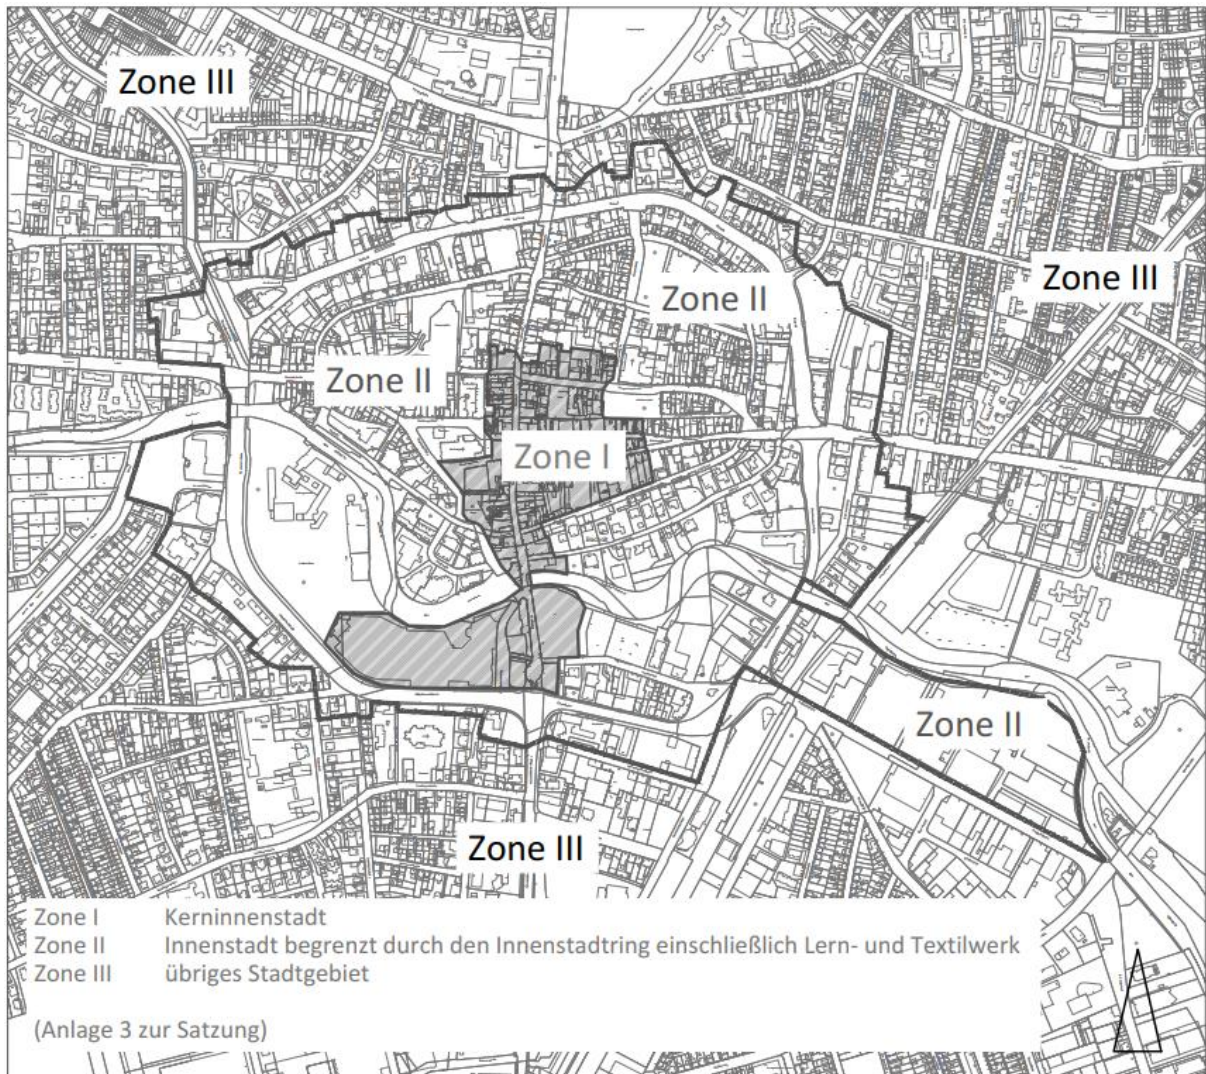 Zone III
Zone III
Zone II
Zone II
Zone I
Zone II
Zone III
Zone I Kerninnenstadt
Zone II Innenstadt begrenzt durch den Innenstadtring einschließlich Lern- und Textilwerk
Zone III übriges Stadtgebiet
(Anlage 3 zur Satzung)